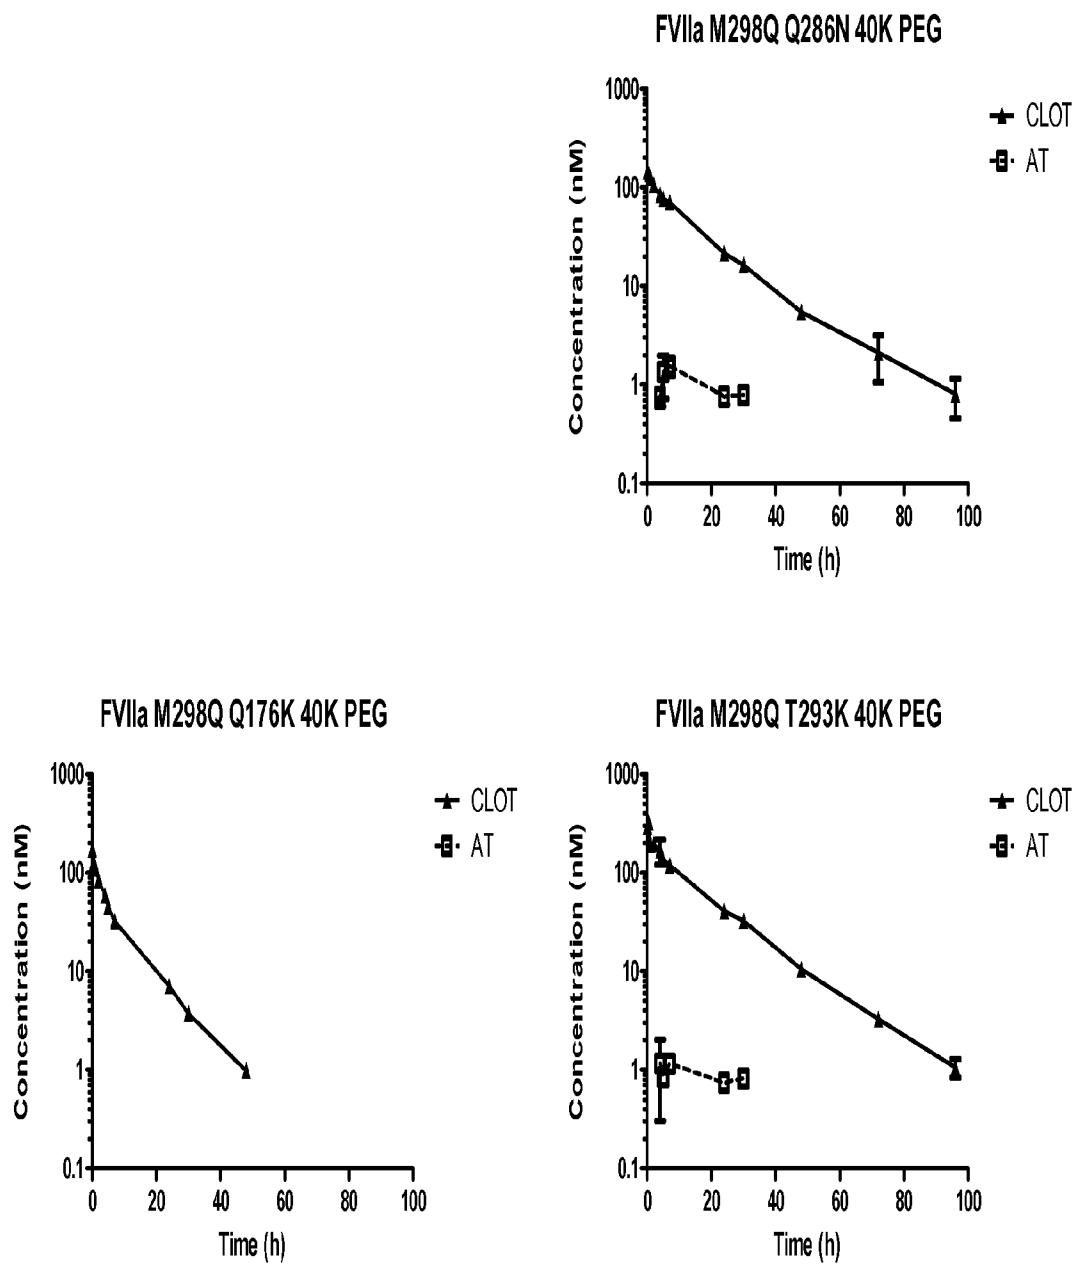 FVIIa M298Q Q286N 40K PEG
Concentration (nM)
1000
100
10
1
0.1
0
20
40
60
80
100
Time (h)
CLOT
AT
FVIIa M298Q Q176K 40K PEG
Concentration (nM)
1000
100
10
1
0.1
0
20
40
60
80
100
Time (h)
CLOT
AT
FVIIa M298Q T293K 40K PEG
Concentration (nM)
1000
100
10
1
0.1
0
20
40
60
80
100
Time (h)
CLOT
AT